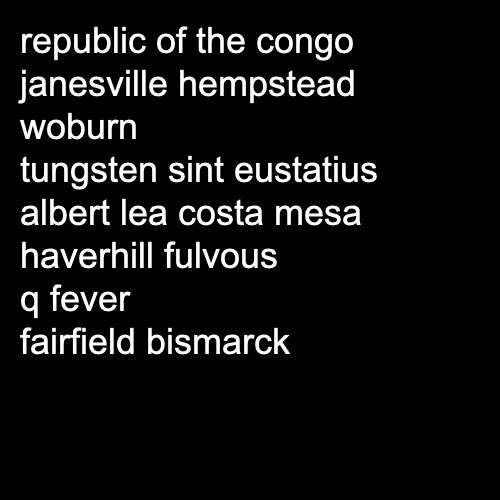 republic of the congo
janesville hempstead
woburn
tungsten sint eustatius
albert lea costa mesa
haverhill fulvous
q fever
fairfield bismarck